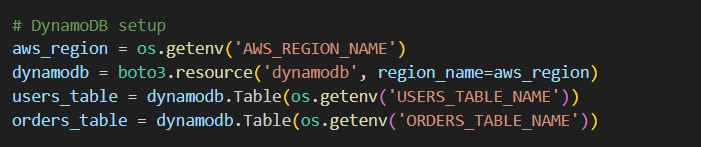 # DynamoDB setup
aws_region = os.getenv('AWS_REGION_NAME')
dynamodb = boto3.resource('dynamodb', region_name=aws_region)
users_table = dynamodb.Table(os.getenv('USERS_TABLE_NAME'))
orders_table = dynamodb.Table(os.getenv('ORDERS_TABLE_NAME'))